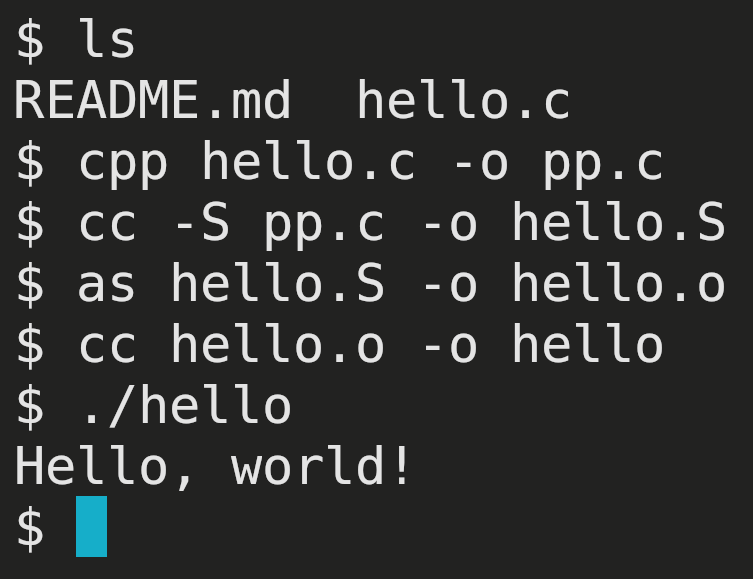 $ ls
README.md  hello.c
$ cpp hello.c -o pp.c
$ cc -S pp.c -o hello.S
$ as hello.S -o hello.o
$ cc hello.o -o hello
$ ./hello
Hello, world!
$